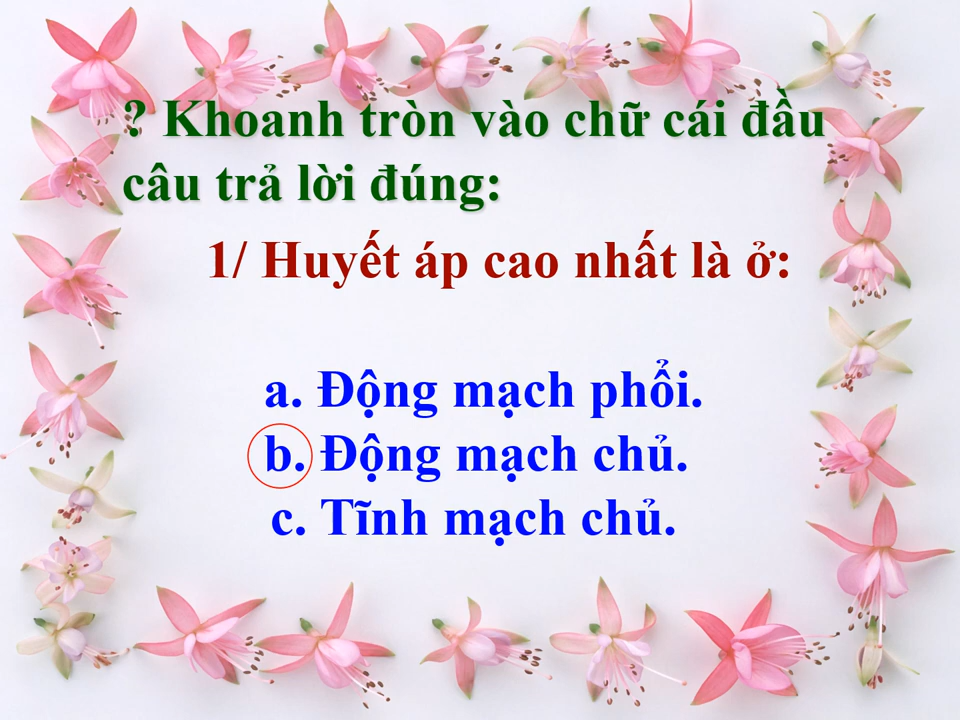 ? Khoanh tròn vào chữ cái đầu
câu trả lời đúng:
1/ Huyết áp cao nhất là ở:
a. Động mạch phổi.
b. Động mạch chủ.
c. Tĩnh mạch chủ.